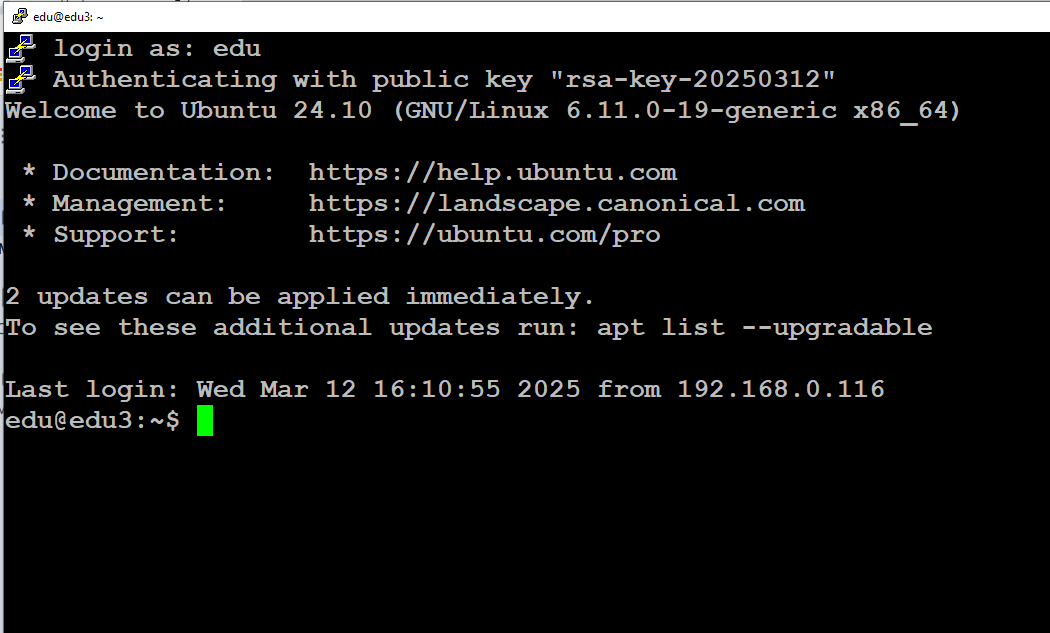 edu@edu3: ~
login as: edu
Authenticating with public key "rsa-key-20250312"
Welcome to Ubuntu 24.10 (GNU/Linux 6.11.0-19-generic x86_64)
* Documentation:  https://help.ubuntu.com
* Management:     https://landscape.canonical.com
* Support:        https://ubuntu.com/pro
2 updates can be applied immediately.
To see these additional updates run: apt list --upgradable
Last login: Wed Mar 12 16:10:55 2025 from 192.168.0.116
edu@edu3:~$